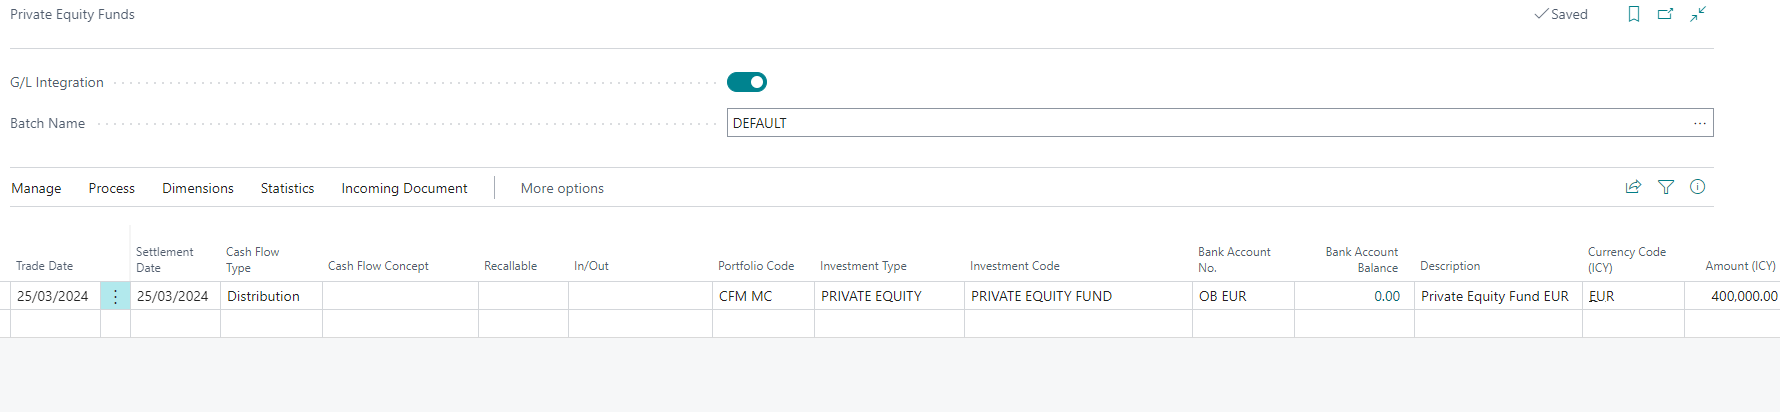 Private Equity Funds
Saved
G/L Integration
Batch Name
DEFAULT
Manage Process Dimensions Statistics Incoming Document More options
Trade Date Settlement Date Cash Flow Type Cash Flow Concept Recallable In/Out Portfolio Code Investment Type Investment Code Bank Account No. Bank Account Balance Description Currency Code (ICY) Amount (ICY)
25/03/2024 25/03/2024 Distribution CFM MC PRIVATE EQUITY PRIVATE EQUITY FUND OB EUR 0.00 Private Equity Fund EUR EUR 400,000.00